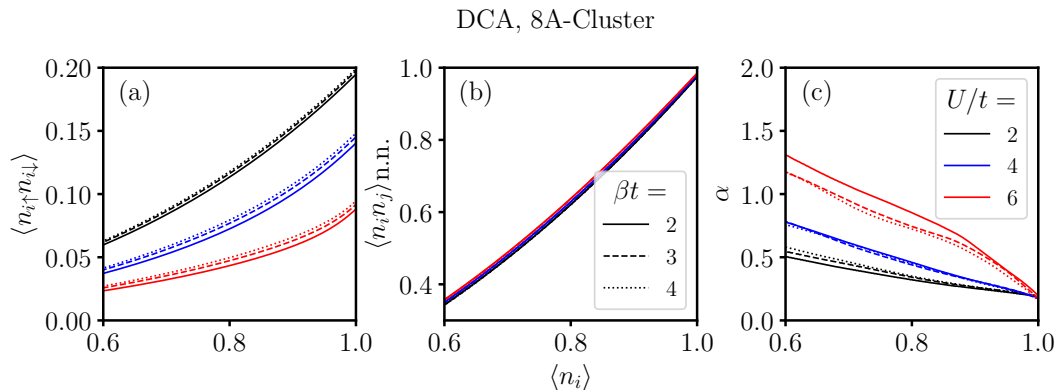 DCA, 8A-Cluster
(a)
⟨n_{i↑}n_{i↓}⟩
0.20
0.15
0.10
0.05
0.00
0.6
0.8
1.0
(b)
⟨n_i n_j⟩n.n.
1.0
0.8
0.6
0.4
βt =
2
3
4
0.6
0.8
1.0
⟨n_i⟩
(c)
α
2.0
1.5
1.0
0.5
0.0
U/t =
2
4
6
0.6
0.8
1.0